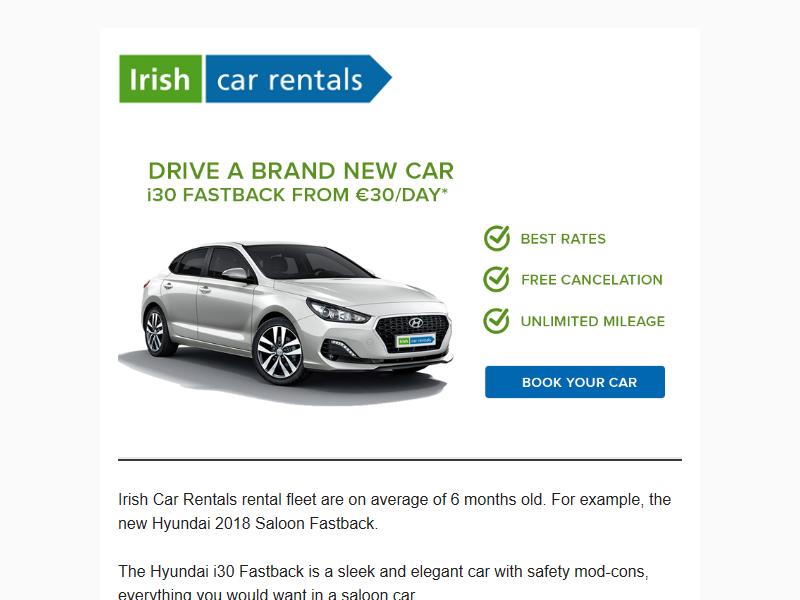 Irish car rentals
DRIVE A BRAND NEW CAR
i30 FASTBACK FROM €30/DAY*
BEST RATES
FREE CANCELATION
UNLIMITED MILEAGE
Irish car rentals
BOOK YOUR CAR
Irish Car Rentals rental fleet are on average of 6 months old. For example, the
new Hyundai 2018 Saloon Fastback.
The Hyundai i30 Fastback is a sleek and elegant car with safety mod-cons,
everything you would want in a saloon car